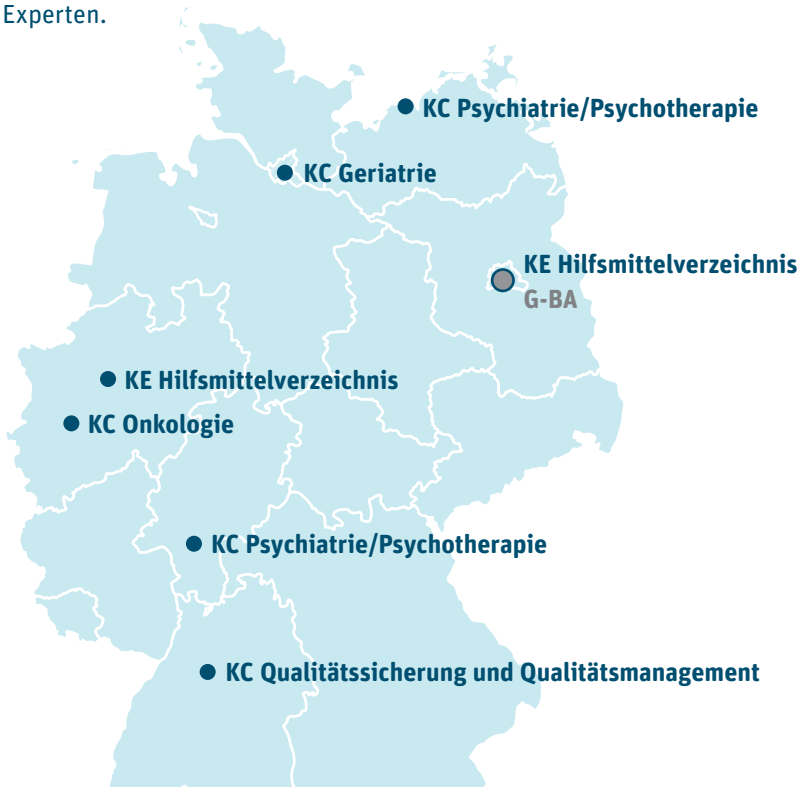 Experten.
KC Psychiatrie/Psychotherapie
KC Geriatrie
KE Hilfsmittelverzeichnis
G-BA
KE Hilfsmittelverzeichnis
KC Onkologie
KC Psychiatrie/Psychotherapie
KC Qualitätssicherung und Qualitätsmanagement